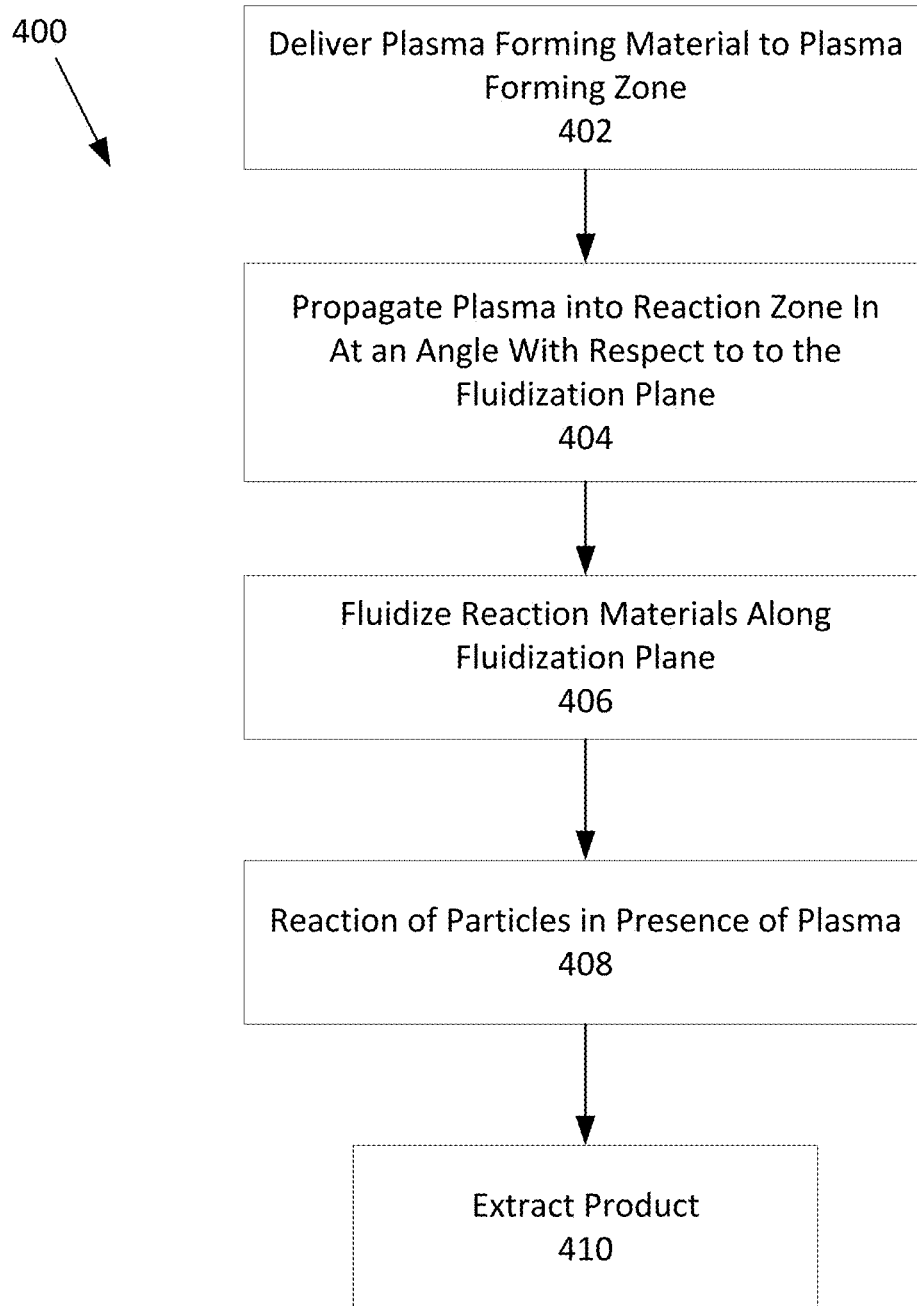 400
Deliver Plasma Forming Material to Plasma
Forming Zone
402
Propagate Plasma into Reaction Zone In
At an Angle With Respect to to the
Fluidization Plane
404
Fluidize Reaction Materials Along
Fluidization Plane
406
Reaction of Particles in Presence of Plasma
408
Extract Product
410